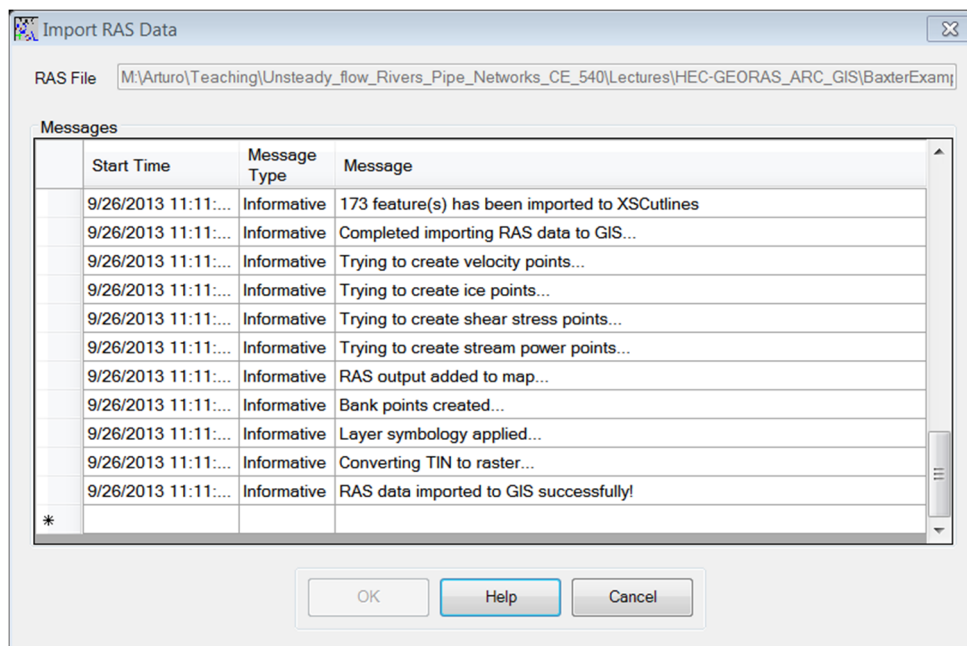 Import RAS Data
RAS File M:\Arturo\Teaching\Unsteady_flow_Rivers_Pipe_Networks_CE_540\Lectures\HEC-GEORAS_ARC_GIS\BaxterExamp
Messages
Start Time Message Type Message
9/26/2013 11:11:... Informative 173 feature(s) has been imported to XSCutlines
9/26/2013 11:11:... Informative Completed importing RAS data to GIS...
9/26/2013 11:11:... Informative Trying to create velocity points...
9/26/2013 11:11:... Informative Trying to create ice points...
9/26/2013 11:11:... Informative Trying to create shear stress points...
9/26/2013 11:11:... Informative Trying to create stream power points...
9/26/2013 11:11:... Informative RAS output added to map...
9/26/2013 11:11:... Informative Bank points created...
9/26/2013 11:11:... Informative Layer symbology applied...
9/26/2013 11:11:... Informative Converting TIN to raster...
9/26/2013 11:11:... Informative RAS data imported to GIS successfully!
*
OK Help Cancel